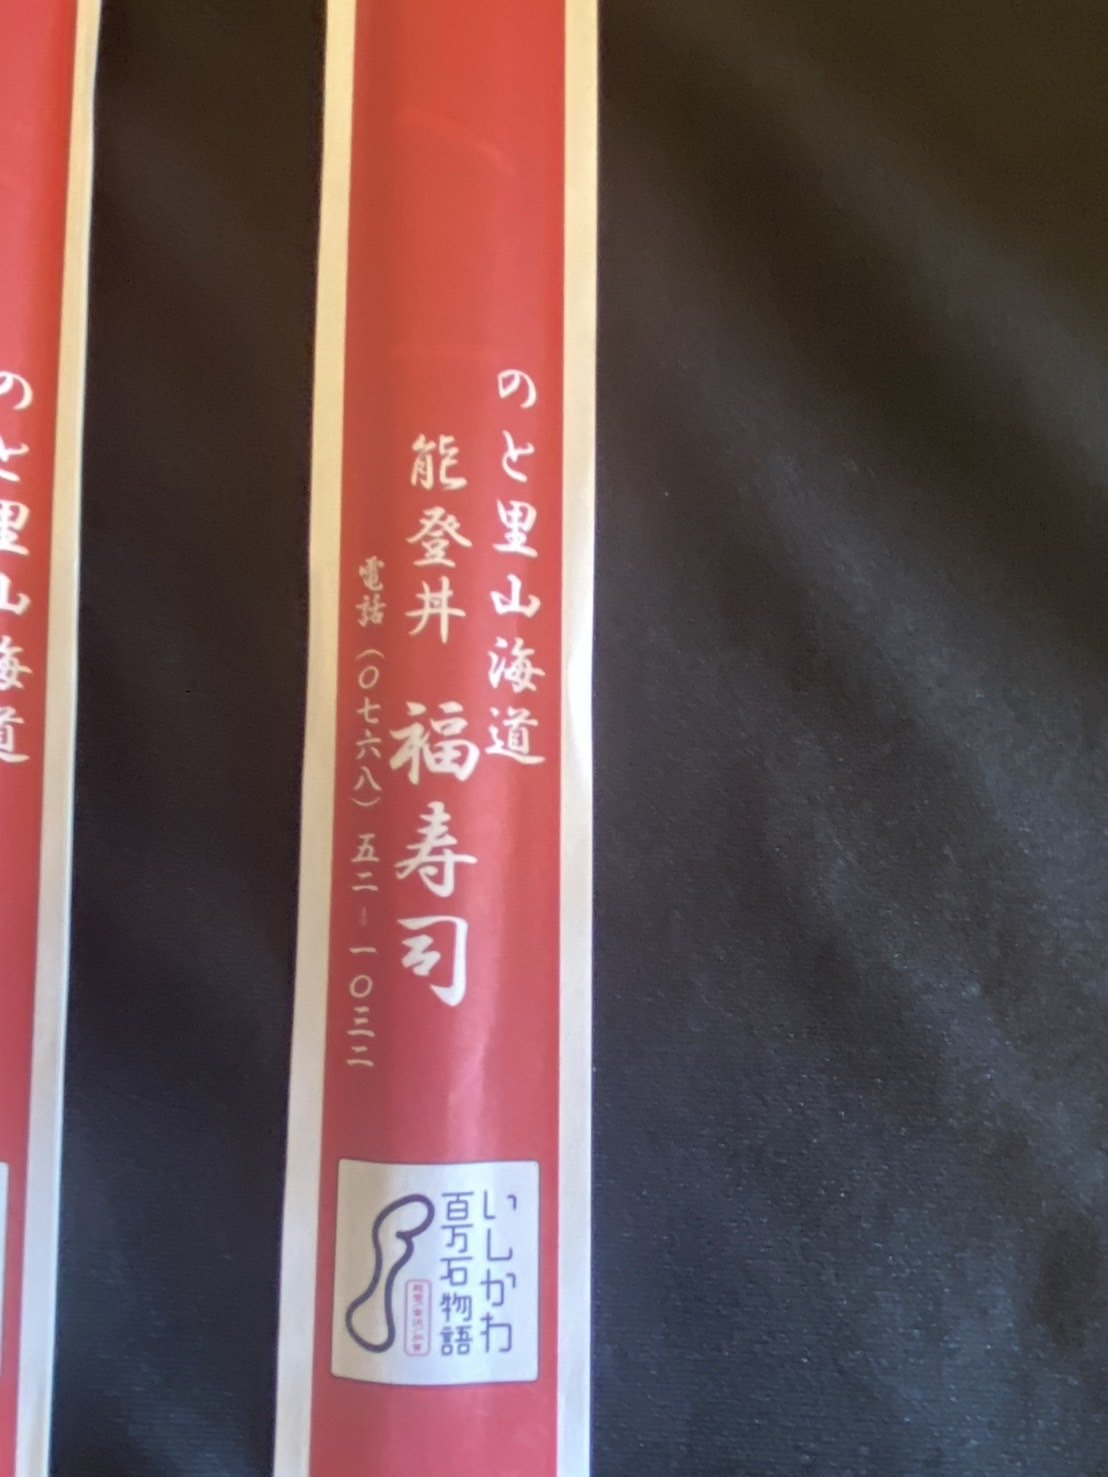 のと里山海道
能登丼 福寿司
電話(〇七六八)五二-一〇三二
いしかわ
百万石物語
のと里山海道